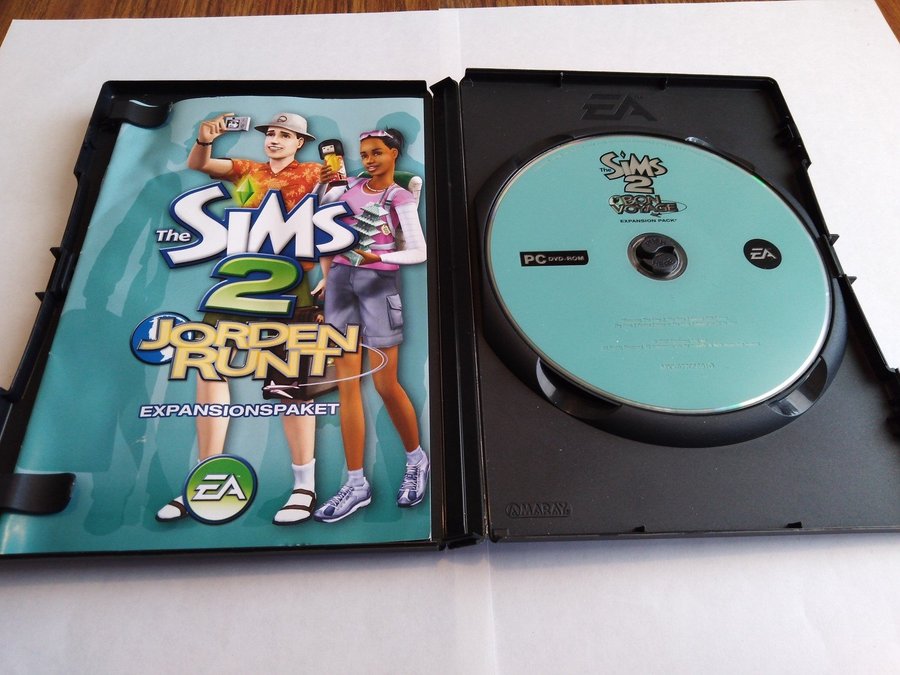 The
SIMS
2
JORDEN
RUNT
EXPANSIONSPAKET
EA
EA
The
SIMS
2
BON
VOYAGE
EXPANSION PACK
PC DVD-ROM
EA
AMARAY